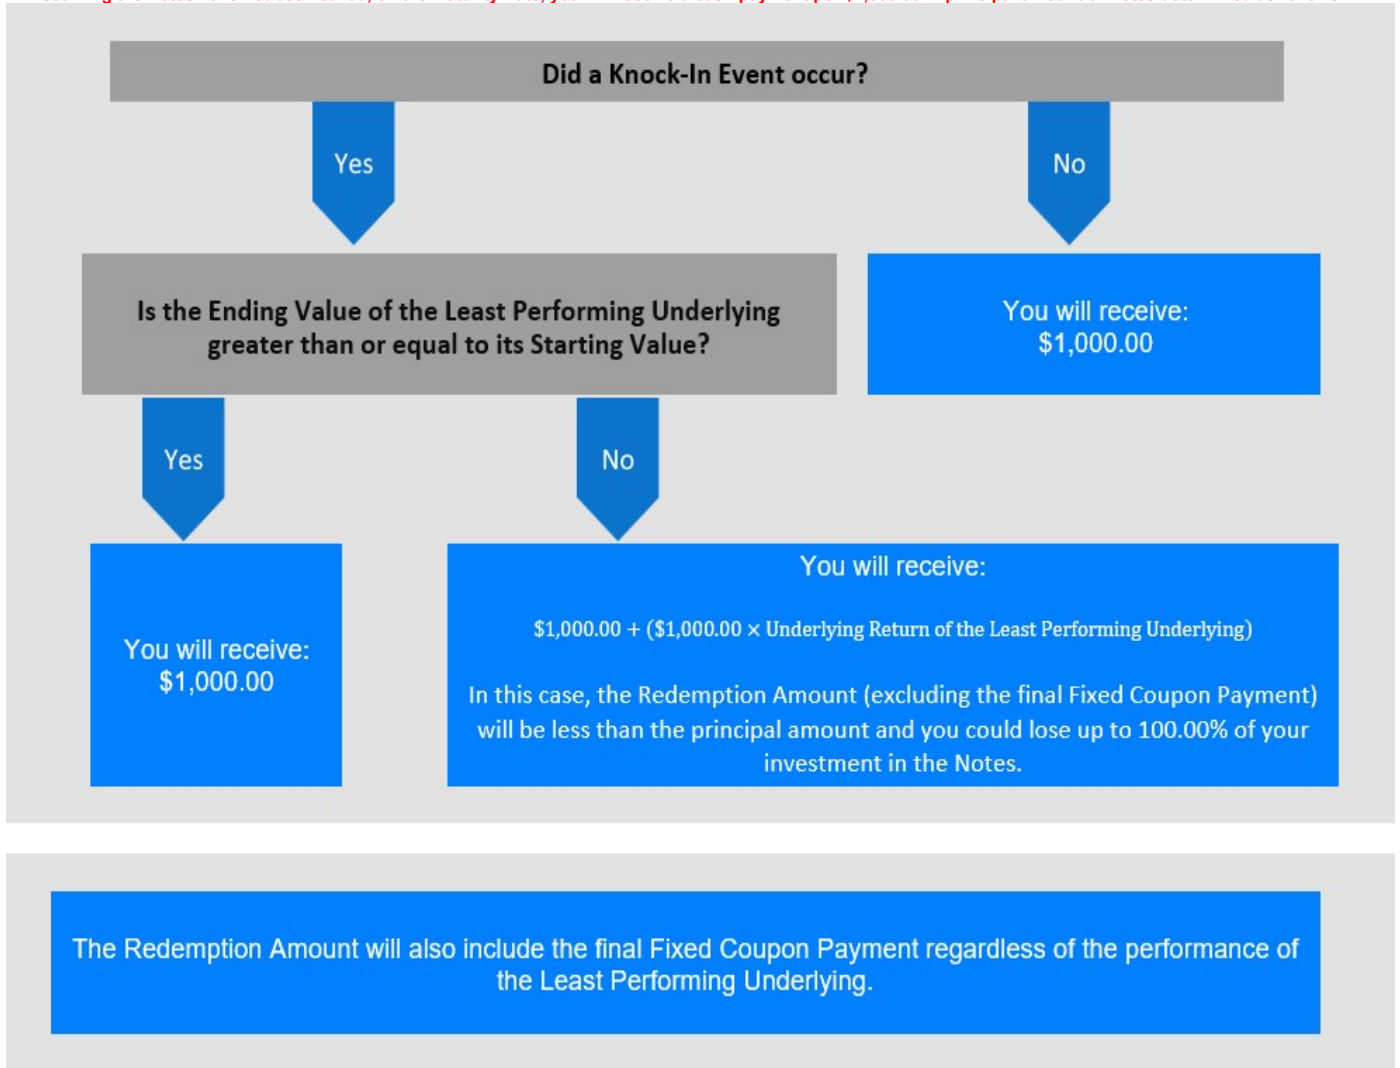 Did a Knock-In Event occur?
Yes
No
Is the Ending Value of the Least Performing Underlying
greater than or equal to its Starting Value?
You will receive:
$1,000.00
Yes
No
You will receive:
$1,000.00
You will receive:
$1,000.00 + ($1,000.00 × Underlying Return of the Least Performing Underlying)
In this case, the Redemption Amount (excluding the final Fixed Coupon Payment)
will be less than the principal amount and you could lose up to 100.00% of your
investment in the Notes.
The Redemption Amount will also include the final Fixed Coupon Payment regardless of the performance of
the Least Performing Underlying.